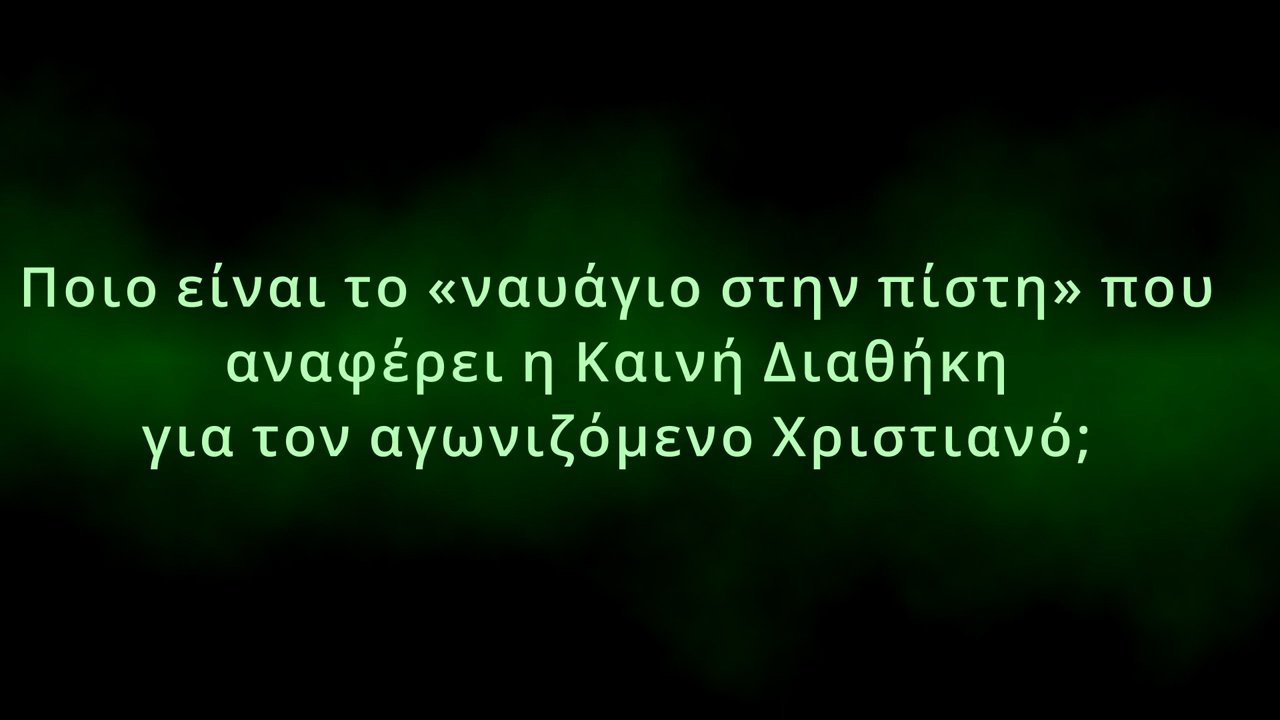 Ποιο είναι το «ναυάγιο στην πίστη» που
αναφέρει η Καινή Διαθήκη
για τον αγωνιζόμενο Χριστιανό;